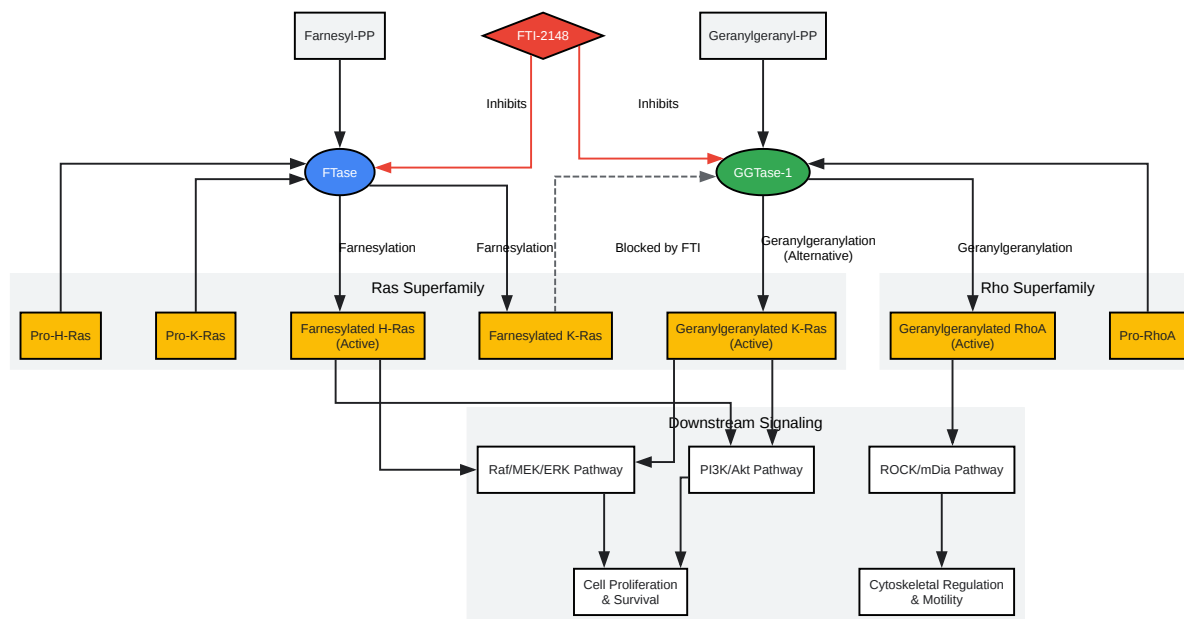 Farnesyl-PP
FTI-2148
Geranylgeranyl-PP
Inhibits
Inhibits
FTase
GGTase-1
Farnesylation
Farnesylation
Blocked by FTI
Geranylgeranylation
(Alternative)
Geranylgeranylation
Ras Superfamily
Rho Superfamily
Pro-H-Ras
Pro-K-Ras
Farnesylated H-Ras
(Active)
Farnesylated K-Ras
Geranylgeranylated K-Ras
(Active)
Geranylgeranylated RhoA
(Active)
Pro-RhoA
Downstream Signaling
Raf/MEK/ERK Pathway
PI3K/Akt Pathway
ROCK/mDia Pathway
Cell Proliferation
& Survival
Cytoskeletal Regulation
& Motility